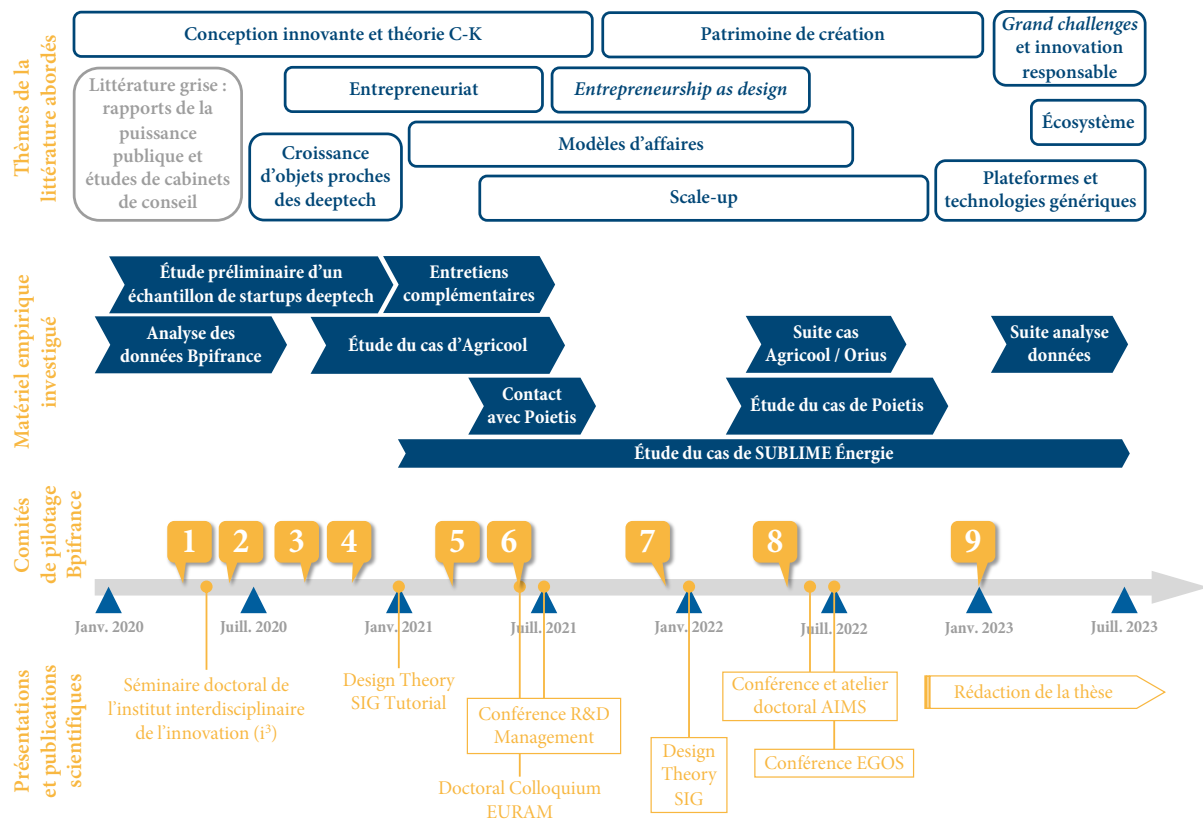 Thèmes de la
littérature abordés
Conception innovante et théorie C-K
Patrimoine de création
Grand challenges
et innovation
responsable
Littérature grise :
rapports de la
puissance
publique et
études de cabinets
de conseil
Entrepreneuriat
Entrepreneurship as design
Écosystème
Croissance
d'objets proches
des deeptech
Modèles d'affaires
Scale-up
Plateformes et
technologies génériques
Matériel empirique
investigué
Étude préliminaire d'un
échantillon de startups deeptech
Entretiens
complémentaires
Analyse des
données Bpifrance
Étude du cas d'Agricool
Suite cas
Agricool / Orius
Suite analyse
données
Contact
avec Poietis
Étude du cas de Poietis
Étude du cas de SUBLIME Énergie
Comités
de pilotage
Bpifrance
1
2
3
4
5
6
7
8
9
Janv. 2020
Juill. 2020
Janv. 2021
Juill. 2021
Janv. 2022
Juill. 2022
Janv. 2023
Juill. 2023
Présentations
et publications
scientifiques
Séminaire doctoral de
l'institut interdisciplinaire
de l'innovation (i³)
Design Theory
SIG Tutorial
Conférence R&D
Management
Doctoral Colloquium
EURAM
Design
Theory
SIG
Conférence et atelier
doctoral AIMS
Conférence EGOS
Rédaction de la thèse